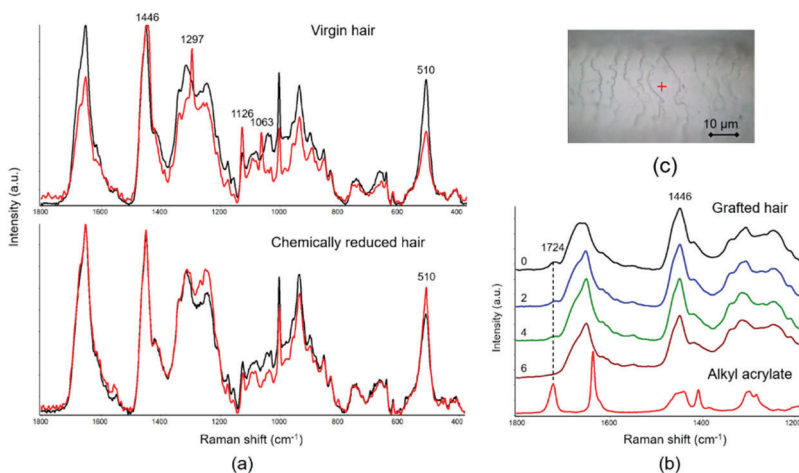 Virgin hair
1446
1297
1126
1063
510
1800
1600
1400
1200
1000
800
600
400
Chemically reduced hair
510
1800
1600
1400
1200
1000
800
600
400
Intensity (a.u.)
Raman shift (cm-1)
(a)
10 µm
(c)
Grafted hair
1446
1724
0
2
4
6
Alkyl acrylate
Intensity (a.u.)
1800
1600
1400
1200
Raman shift (cm-1)
(b)